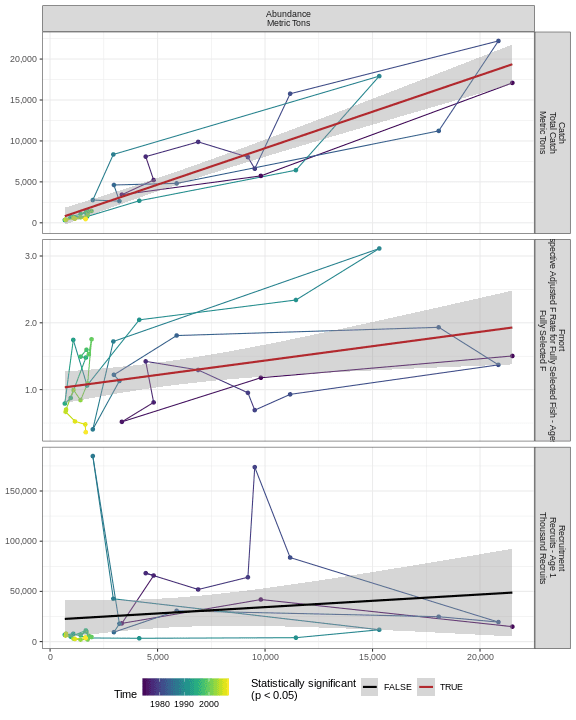 Abundance
Metric Tons
20,000
15,000
10,000
5,000
0
Catch
Total Catch
Metric Tons
3.0
2.0
1.0
Fmort
Adjusted F Rate for Fully Selected Fish - Age
Fully Selected F
150,000
100,000
50,000
0
Recruitment
Recruits - Age 1
Thousand Recruits
0
5,000
10,000
15,000
20,000
Time
1980 1990 2000
Statistically significant
(p < 0.05)
FALSE
TRUE